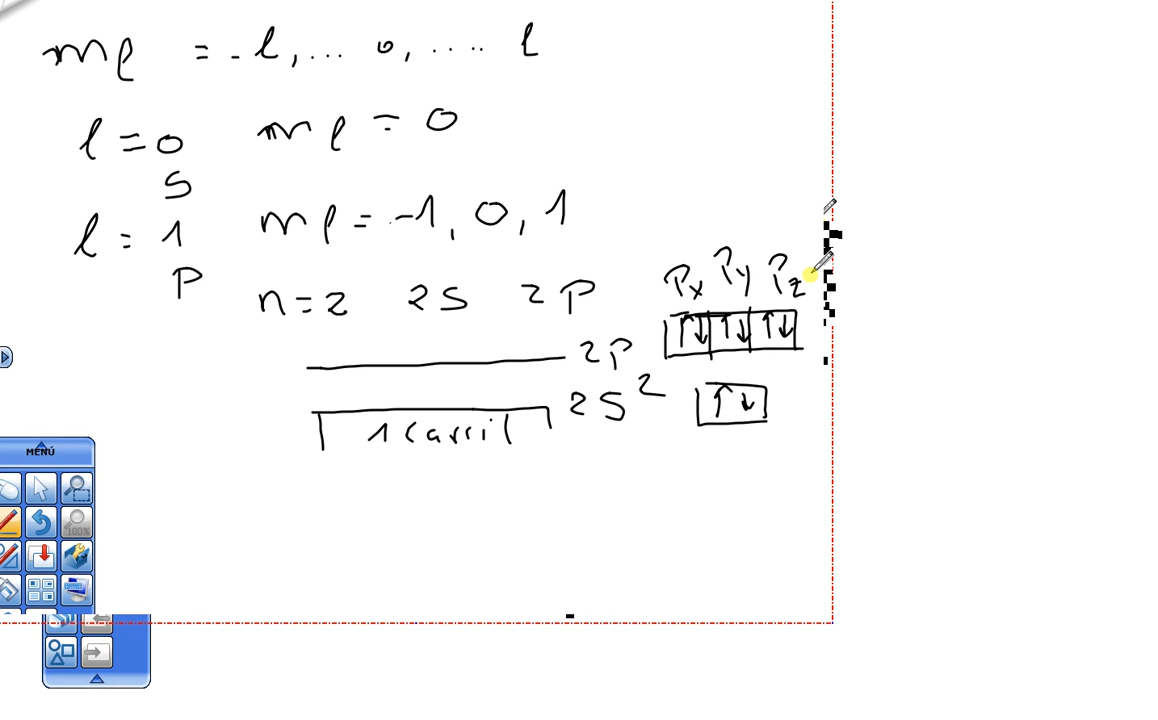 mℓ = -ℓ, ... 0, .... ℓ
ℓ = 0 mℓ = 0
S
ℓ = 1 mℓ = -1, 0, 1
P
n = 2 2S 2P
Px Py Pz
2P ↑↓ ↑↓ ↑↓
2S² ↑↓
1 carril
MENÚ
100%